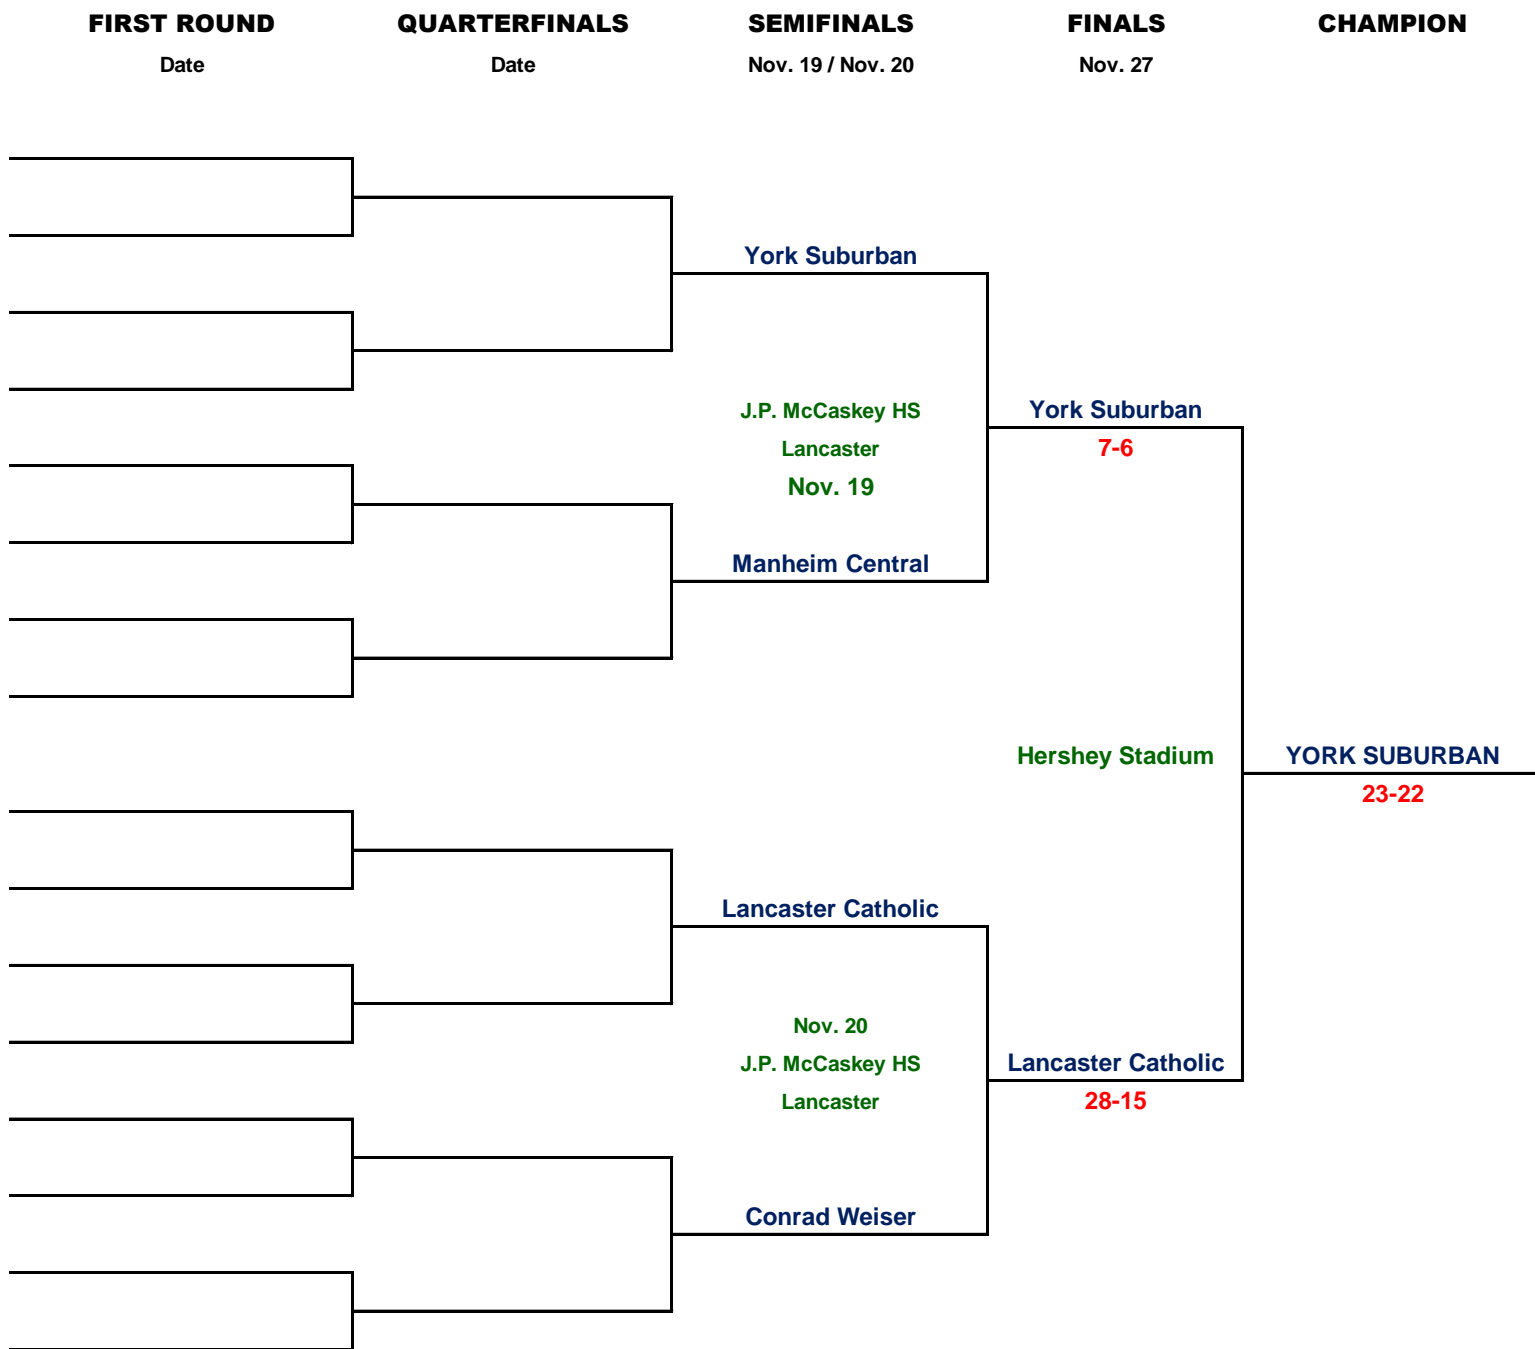 FIRST ROUND QUARTERFINALS SEMIFINALS FINALS CHAMPION
Date Date Nov. 19 / Nov. 20 Nov. 27
York Suburban
J.P. McCaskey HS York Suburban
Lancaster 7-6
Nov. 19
Manheim Central
Hershey Stadium YORK SUBURBAN
23-22
Lancaster Catholic
Nov. 20
J.P. McCaskey HS Lancaster Catholic
Lancaster 28-15
Conrad Weiser